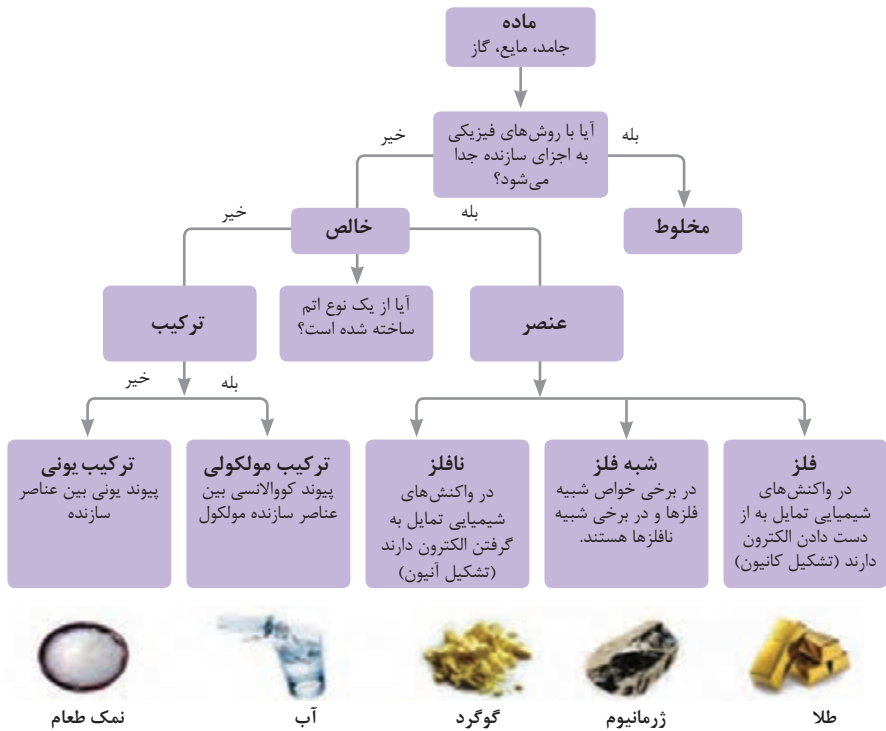 ماده
جامد، مایع، گاز
آیا با روش‌های فیزیکی
به اجزای سازنده جدا
می‌شود؟
بله
خیر
مخلوط
خالص
بله
خیر
عنصر
آیا از یک نوع اتم
ساخته شده است؟
ترکیب
بله
خیر
فلز
در واکنش‌های
شیمیایی تمایل به از
دست دادن الکترون
دارند (تشکیل کاتیون)
شبه فلز
در برخی خواص شبیه
فلزها و در برخی شبیه
نافلزها هستند.
نافلز
در واکنش‌های
شیمیایی تمایل به
گرفتن الکترون دارند
(تشکیل آنیون)
ترکیب مولکولی
پیوند کووالانسی بین
عناصر سازنده مولکول
ترکیب یونی
پیوند یونی بین عناصر
سازنده
طلا
ژرمانیوم
گوگرد
آب
نمک طعام